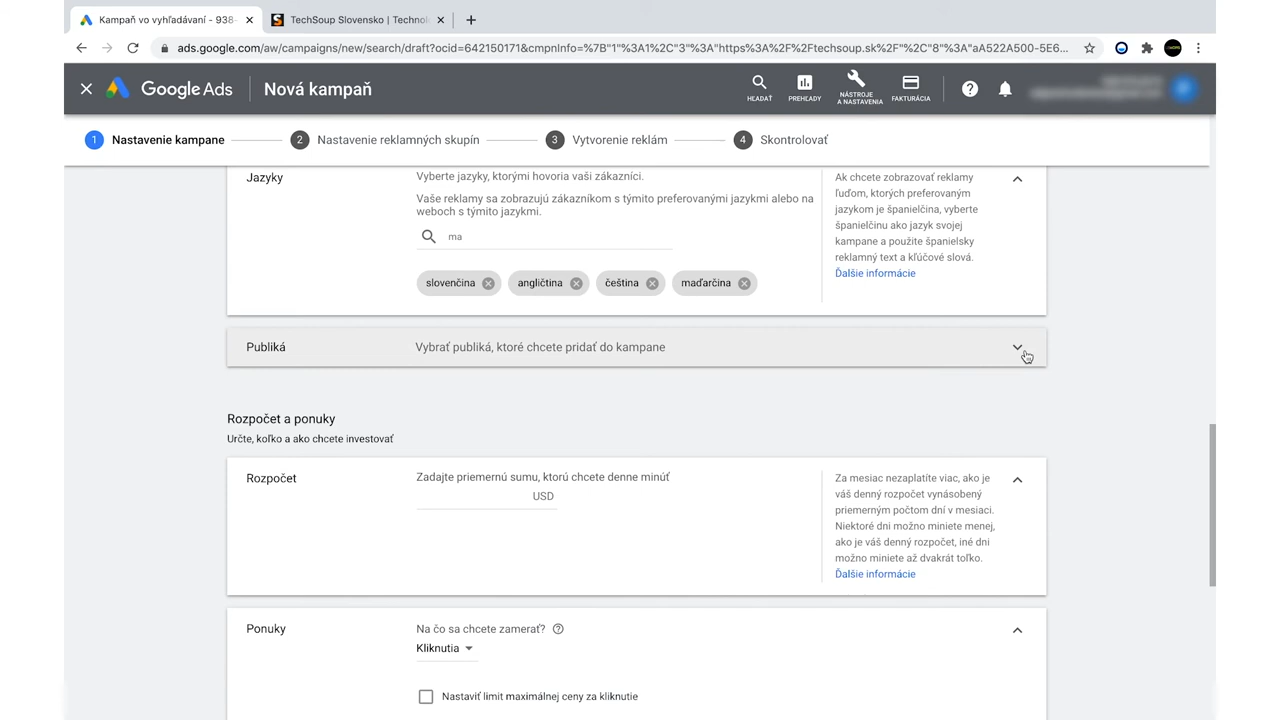 Kampaň vo vyhľadávaní - 938-
TechSoup Slovensko | Technol
ads.google.com/aw/campaigns/new/search/draft?ocid=642150171&cmpnInfo=%7B"1"%3A1%2C"3"%3A"https%3A%2F%2Ftechsoup.sk"%2C"8"%3A"aA522A500-5E6...
Google Ads
Nová kampaň
HĽADAŤ
PREHĽADY
NÁSTROJE
A NASTAVENIA
FAKTURÁCIA
1 Nastavenie kampane
2 Nastavenie reklamných skupín
3 Vytvorenie reklám
4 Skontrolovať
Jazyky
Vyberte jazyky, ktorými hovoria vaši zákazníci.
Vaše reklamy sa zobrazujú zákazníkom s týmito preferovanými jazykmi alebo na
weboch s týmito jazykmi.
ma
slovenčina
angličtina
čeština
maďarčina
Ak chcete zobrazovať reklamy
ľuďom, ktorých preferovaným
jazykom je španielčina, vyberte
španielčinu ako jazyk svojej
kampane a použite španielsky
reklamný text a kľúčové slová.
Ďalšie informácie
Publiká
Vybrať publiká, ktoré chcete pridať do kampane
Rozpočet a ponuky
Určte, koľko a ako chcete investovať
Rozpočet
Zadajte priemernú sumu, ktorú chcete denne minúť
USD
Za mesiac nezaplatíte viac, ako je
váš denný rozpočet vynásobený
priemerným počtom dní v mesiaci.
Niektoré dni možno miniete menej,
ako je váš denný rozpočet, iné dni
možno miniete až dvakrát toľko.
Ďalšie informácie
Ponuky
Na čo sa chcete zamerať?
Kliknutia
Nastaviť limit maximálnej ceny za kliknutie